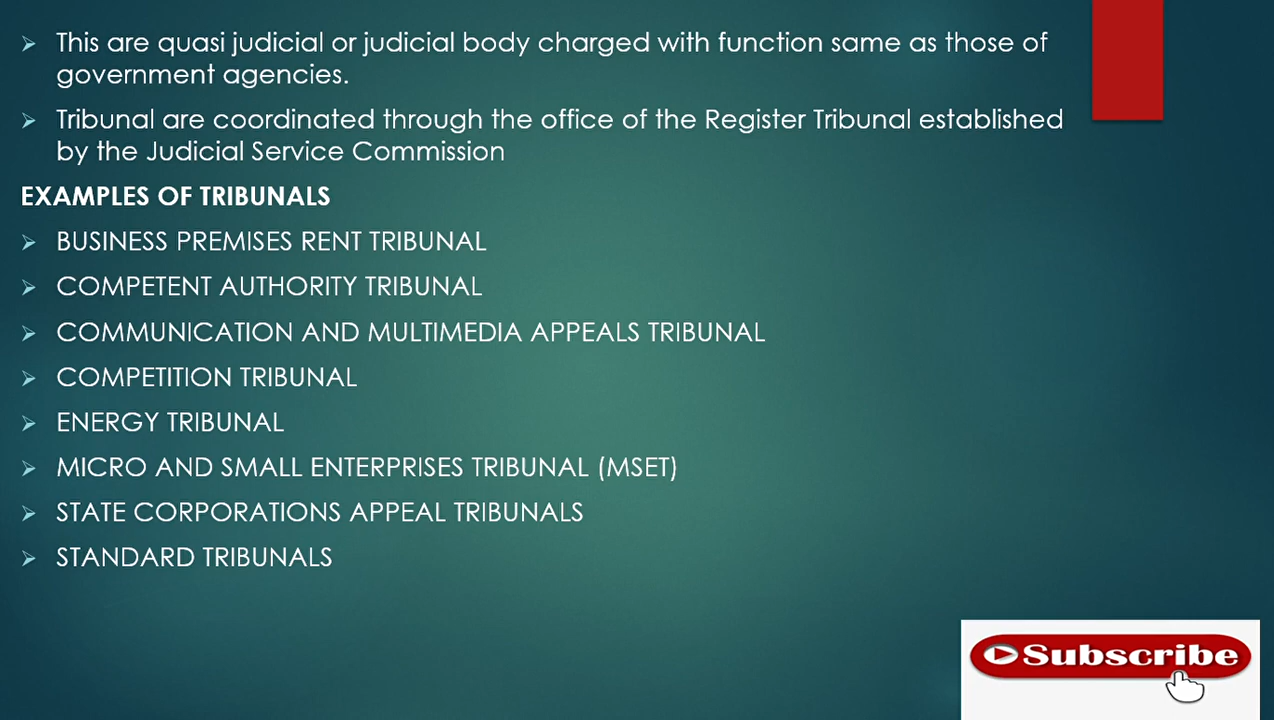 This are quasi judicial or judicial body charged with function same as those of
government agencies.
Tribunal are coordinated through the office of the Register Tribunal established
by the Judicial Service Commission
EXAMPLES OF TRIBUNALS
BUSINESS PREMISES RENT TRIBUNAL
COMPETENT AUTHORITY TRIBUNAL
COMMUNICATION AND MULTIMEDIA APPEALS TRIBUNAL
COMPETITION TRIBUNAL
ENERGY TRIBUNAL
MICRO AND SMALL ENTERPRISES TRIBUNAL (MSET)
STATE CORPORATIONS APPEAL TRIBUNALS
STANDARD TRIBUNALS
Subscribe